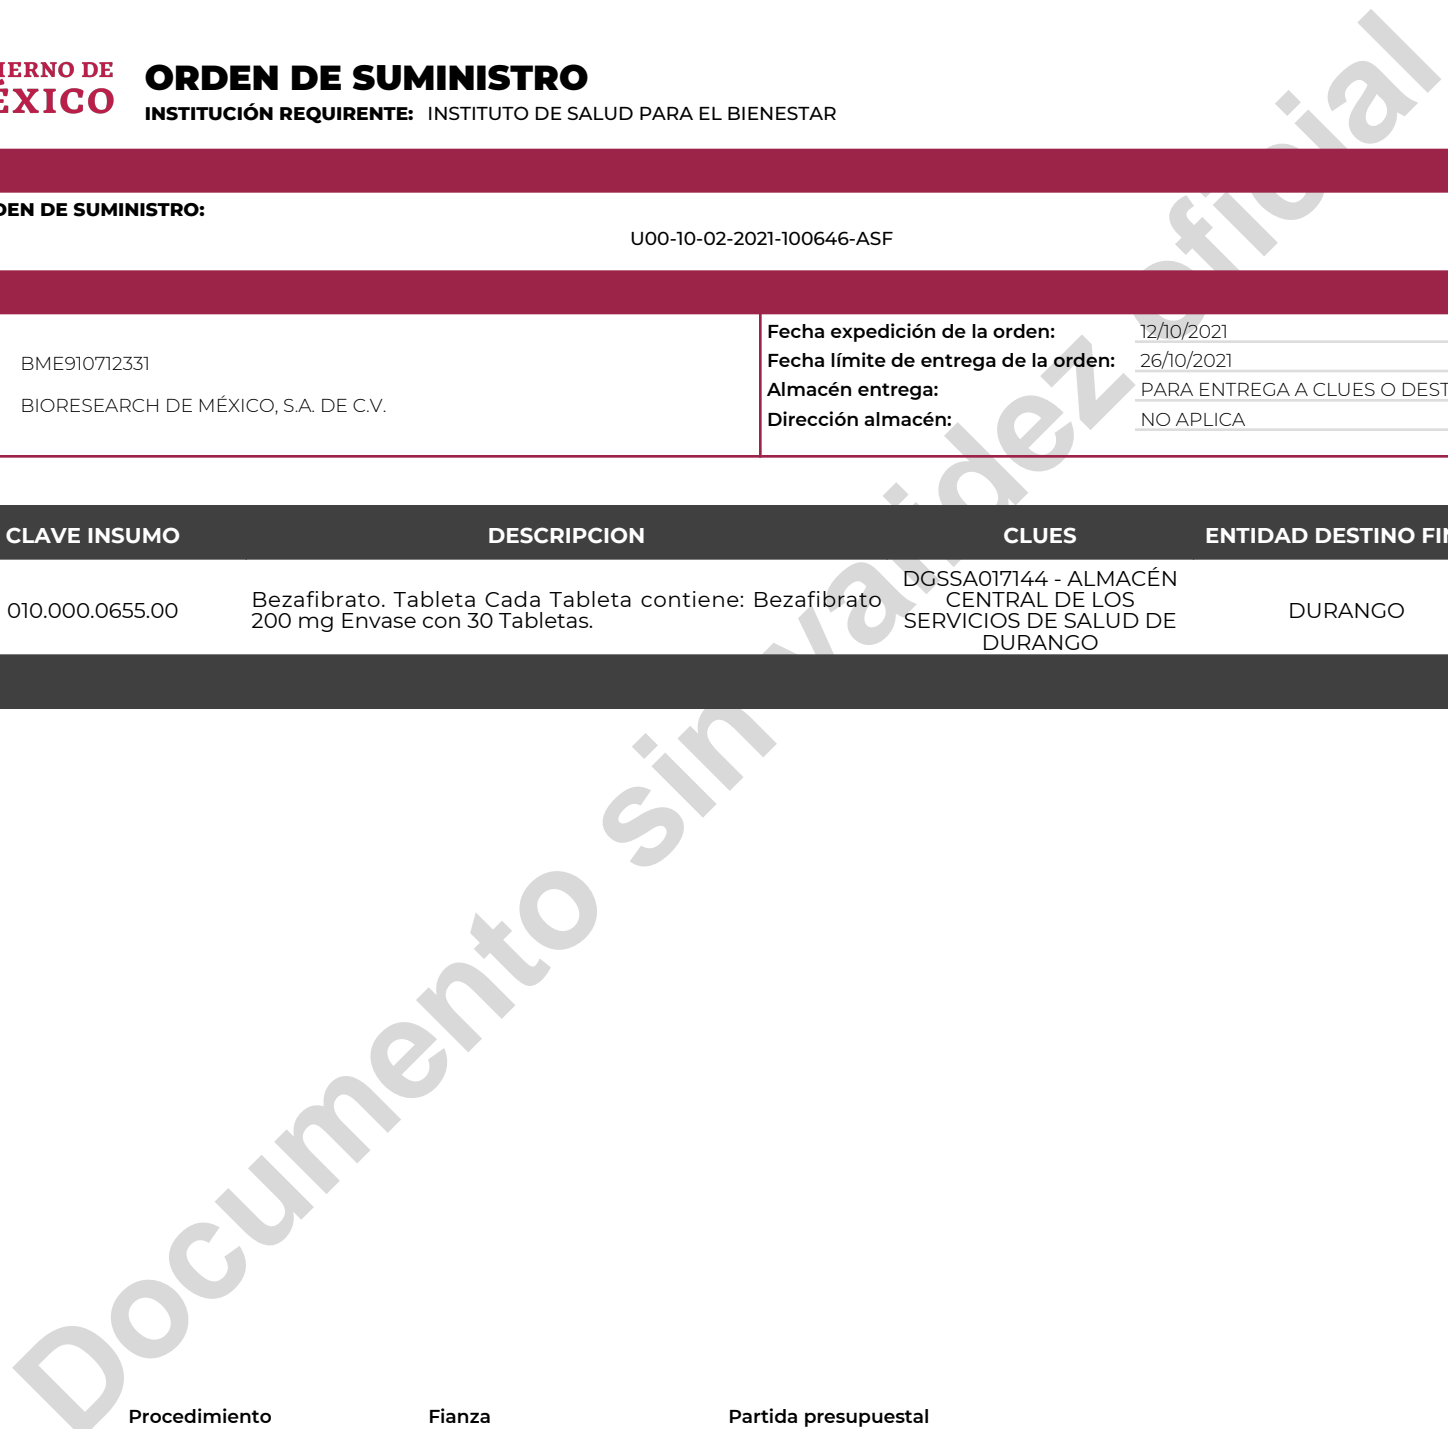 IERNO DE
ÉXICO
ORDEN DE SUMINISTRO
INSTITUCIÓN REQUIRENTE: INSTITUTO DE SALUD PARA EL BIENESTAR
DEN DE SUMINISTRO:
U00-10-02-2021-100646-ASF
BME910712331
BIORESEARCH DE MÉXICO, S.A. DE C.V.
Fecha expedición de la orden: 12/10/2021
Fecha límite de entrega de la orden: 26/10/2021
Almacén entrega: PARA ENTREGA A CLUES O DEST
Dirección almacén: NO APLICA
CLAVE INSUMO DESCRIPCION CLUES ENTIDAD DESTINO FIN
010.000.0655.00
Bezafibrato. Tableta Cada Tableta contiene: Bezafibrato
200 mg Envase con 30 Tabletas.
DGSSA017144 - ALMACÉN
CENTRAL DE LOS
SERVICIOS DE SALUD DE
DURANGO
DURANGO
Documento sin validez oficial
Procedimiento Fianza Partida presupuestal